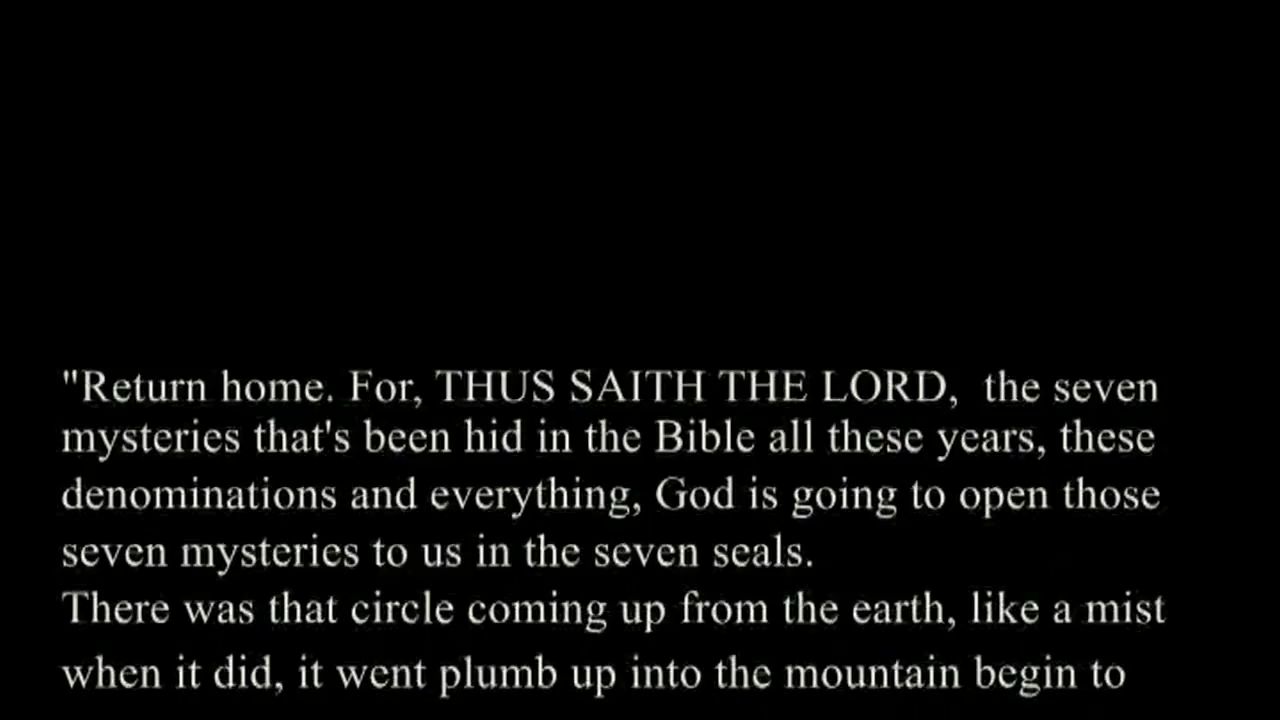 "Return home. For, THUS SAITH THE LORD,  the seven
mysteries that's been hid in the Bible all these years, these
denominations and everything, God is going to open those
seven mysteries to us in the seven seals.
There was that circle coming up from the earth, like a mist
when it did, it went plumb up into the mountain begin to